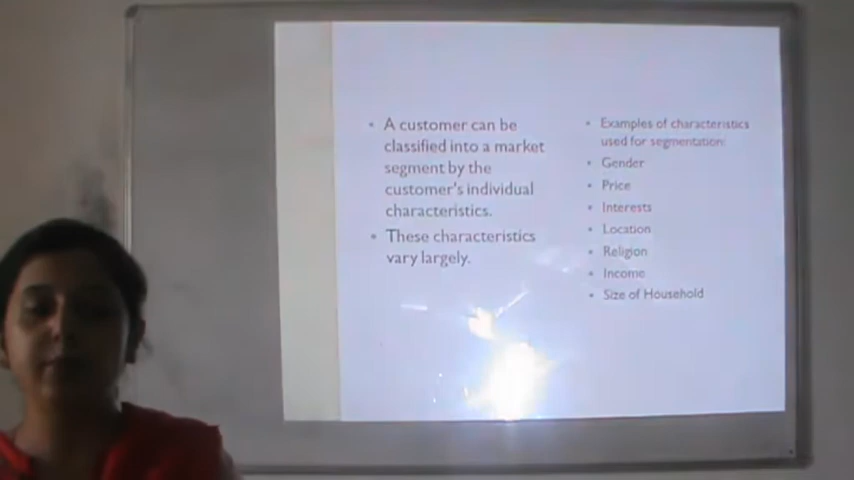 • A customer can be
classified into a market
segment by the
customer's individual
characteristics.
• These characteristics
vary largely.
• Examples of characteristics
used for segmentation:
• Gender
• Price
• Interests
• Location
• Religion
• Income
• Size of Household